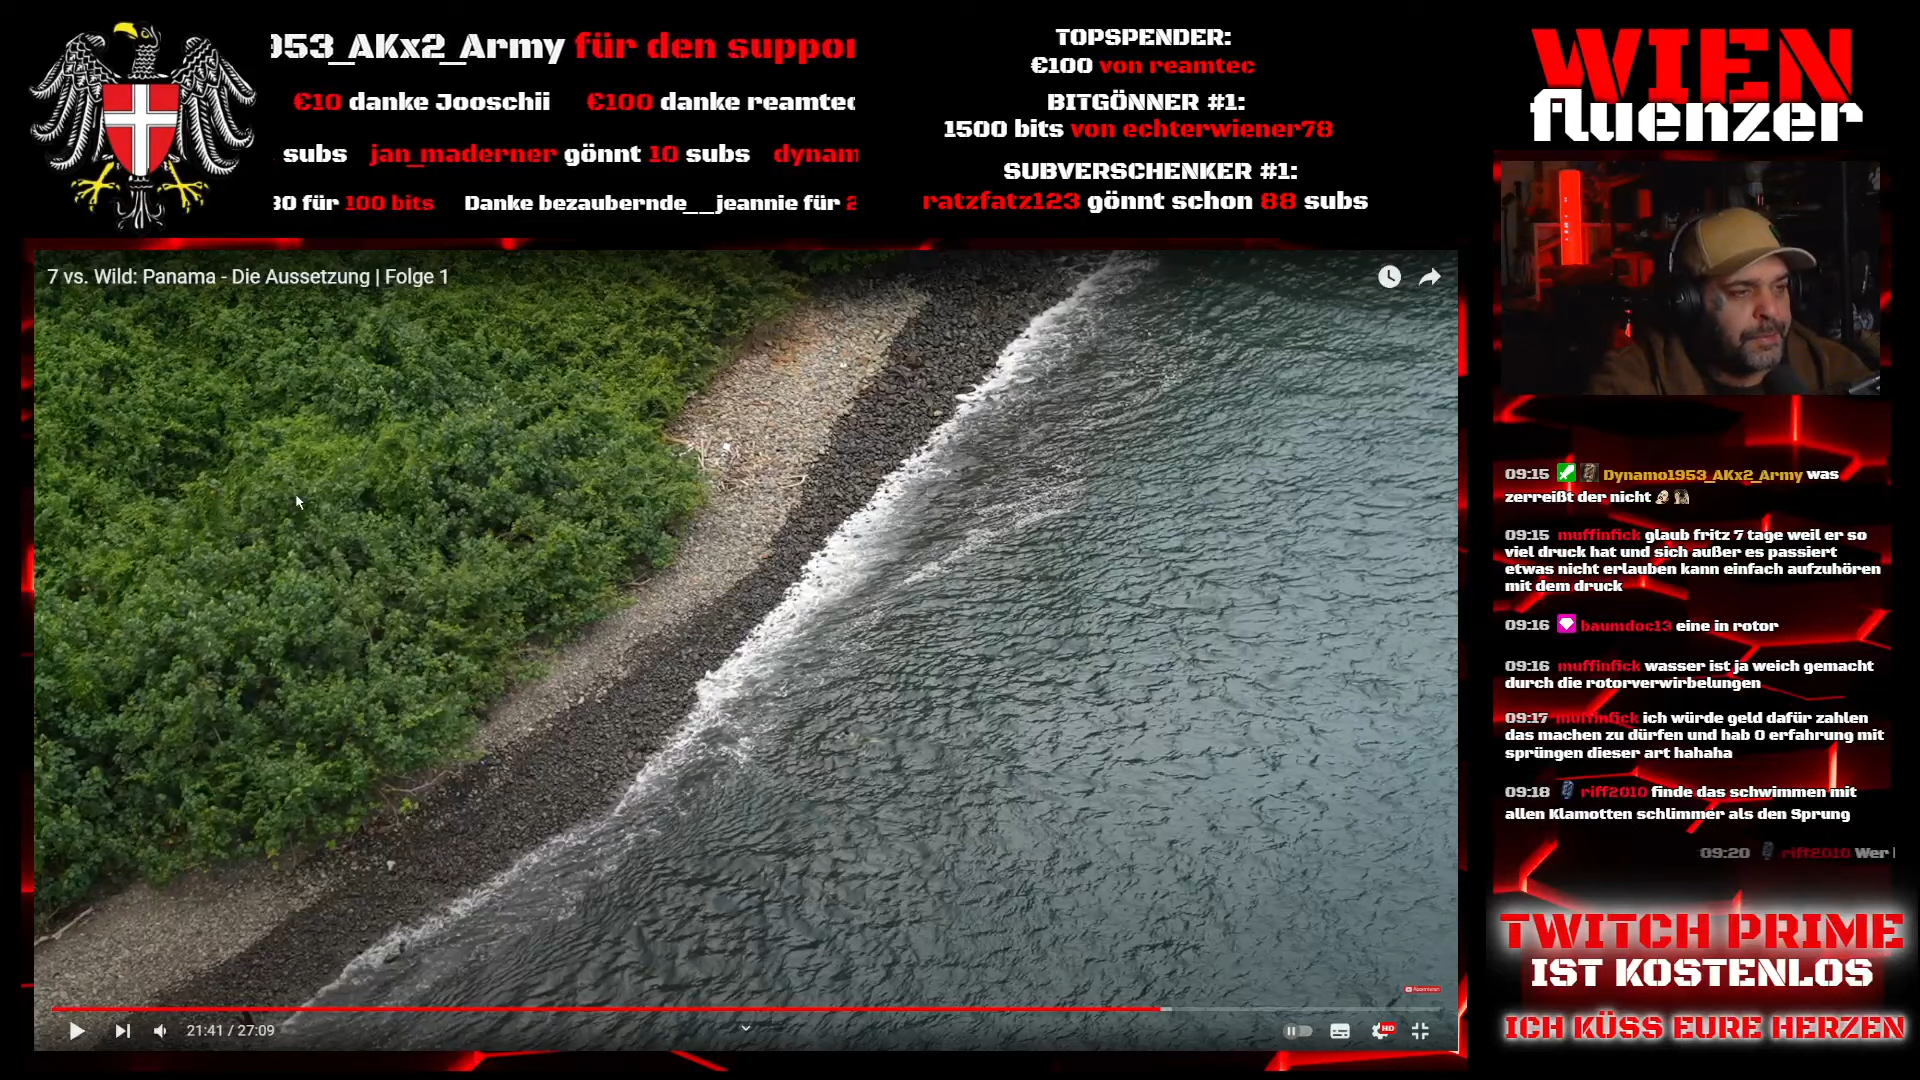 953_AKx2_Army für den suppor
€10 danke Jooschii €100 danke reamtec
subs jan_maderner gönnt 10 subs dynam
30 für 100 bits Danke bezaubernde__jeannie für 2
TOPSPENDER:
€100 von reamtec
BITGÖNNER #1:
1500 bits von echterwiener78
SUBVERSCHENKER #1:
ratzfatz123 gönnt schon 88 subs
WIEN
fluenzer
7 vs. Wild: Panama - Die Aussetzung | Folge 1
09:15 Dynamo1953_AKx2_Army was
zerreißt der nicht
09:15 muffinfick glaub fritz 7 tage weil er so
viel druck hat und sich außer es passiert
etwas nicht erlauben kann einfach aufzuhören
mit dem druck
09:16 baumdoc13 eine in rotor
09:16 muffinfick wasser ist ja weich gemacht
durch die rotorverwirbelungen
09:17 muffinfick ich würde geld dafür zahlen
das machen zu dürfen und hab 0 erfahrung mit
sprüngen dieser art hahaha
09:18 riff2010 finde das schwimmen mit
allen Klamotten schlimmer als den Sprung
09:20 riff2010 Wer
TWITCH PRIME
IST KOSTENLOS
ICH KÜSS EURE HERZEN
21:41 / 27:09
HD